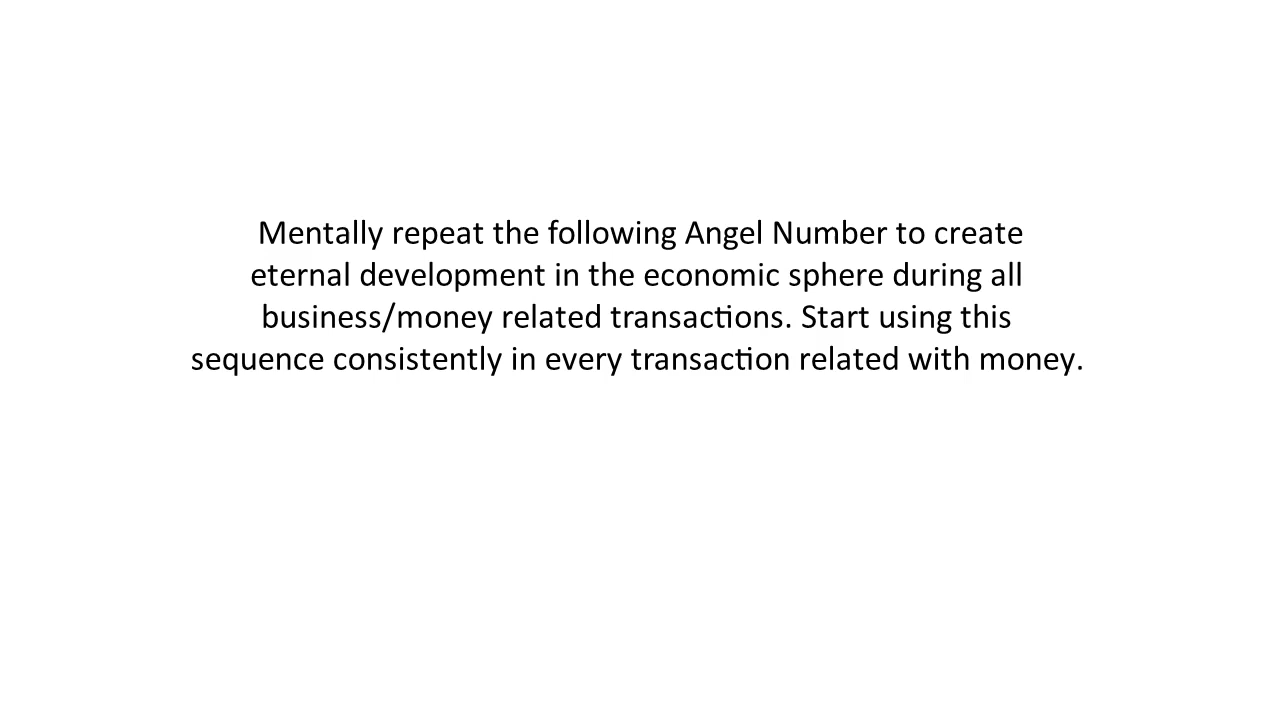 Mentally repeat the following Angel Number to create
eternal development in the economic sphere during all
business/money related transactions. Start using this
sequence consistently in every transaction related with money.